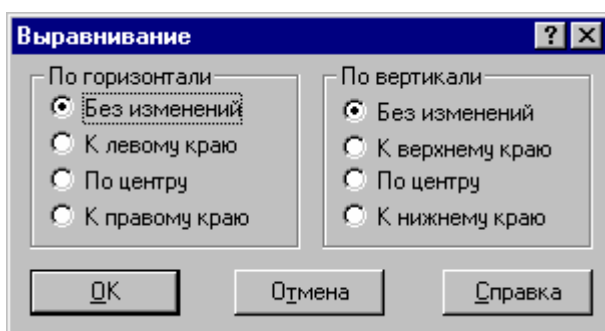 Выравнивание
По горизонтали
Без изменений
К левому краю
По центру
К правому краю
По вертикали
Без изменений
К верхнему краю
По центру
К нижнему краю
OK
Отмена
Справка